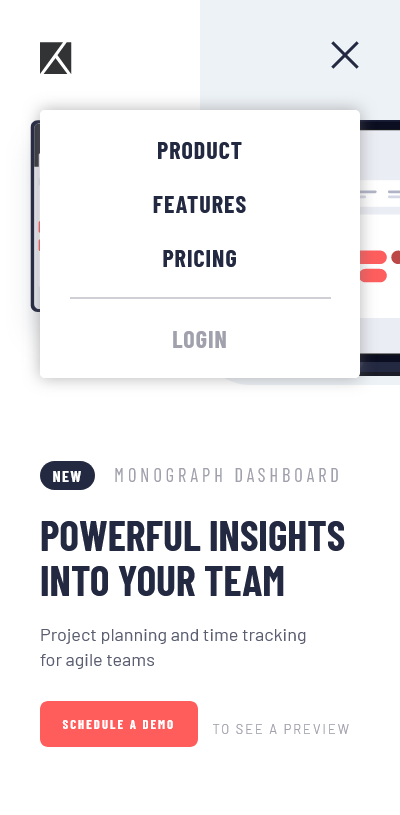 PRODUCT
FEATURES
PRICING
LOGIN
NEW MONOGRAPH DASHBOARD
POWERFUL INSIGHTS
INTO YOUR TEAM
Project planning and time tracking
for agile teams
SCHEDULE A DEMO TO SEE A PREVIEW